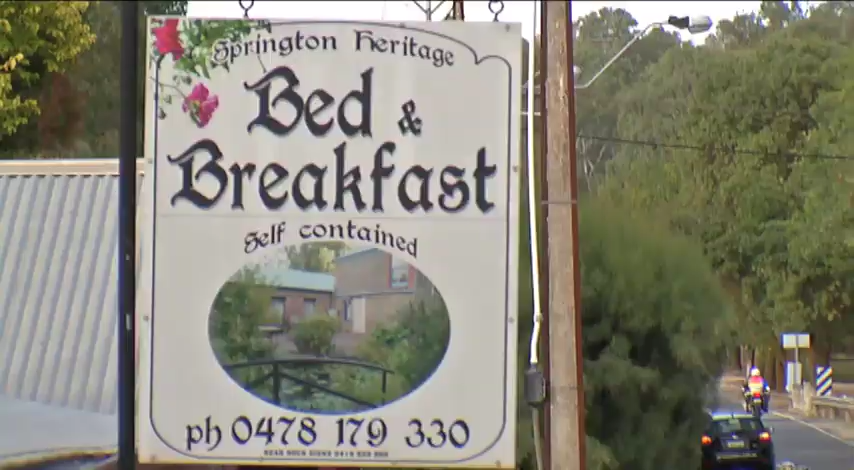 Springton Heritage
Bed &
Breakfast
Self contained
ph 0478 179 330